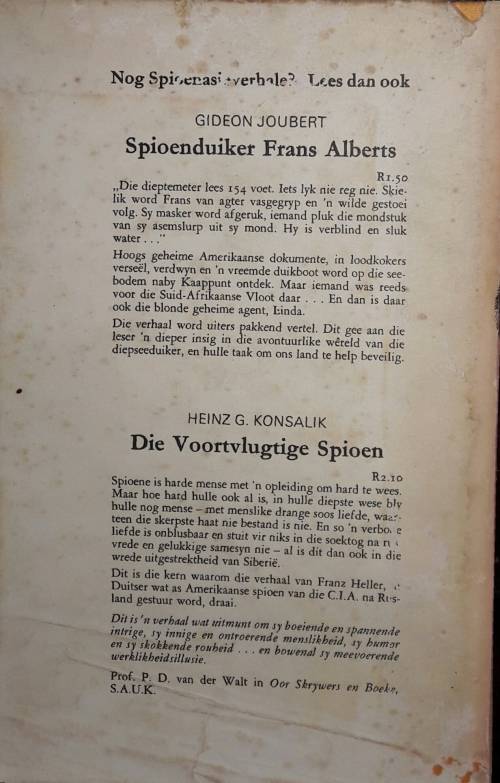 Nog Spioenasieverhale? Lees dan ook
GIDEON JOUBERT
Spioenduiker Frans Alberts
R1.50
„Die dieptemeter lees 154 voet. Iets lyk nie reg nie. Skie-
lik word Frans van agter vasgegryp en 'n wilde gestoei
volg. Sy masker word afgeruk, iemand pluk die mondstuk
van sy asemslurp uit sy mond. Hy is verblind en sluk
water . . ."
Hoogs geheime Amerikaanse dokumente, in loodkokers
verseël, verdwyn en 'n vreemde duikboot word op die see-
bodem naby Kaappunt ontdek. Maar iemand was reeds
voor die Suid-Afrikaanse Vloot daar . . . En dan is daar
ook die blonde geheime agent, Linda.
Die verhaal word uiters pakkend vertel. Dit gee aan die
leser 'n dieper insig in die avontuurlike wêreld van die
diepseeduiker, en hulle taak om ons land te help beveilig.
HEINZ G. KONSALIK
Die Voortvlugtige Spioen
R2.10
Spioene is harde mense met 'n opleiding om hard te wees.
Maar hoe hard hulle ook al is, in hulle diepste wese bly
hulle nog mense – met menslike drange soos liefde, waar-
teen die skerpste haat nie bestand is nie. En so 'n verbode
liefde is onblusbaar en stuit vir niks in die soektog na
vrede en gelukkige samesyn nie – al is dit dan ook in die
wrede uitgestrektheid van Siberië.
Dit is die kern waarom die verhaal van Franz Heller,
Duitser wat as Amerikaanse spioen van die C.I.A. na Rus-
land gestuur word, draai.
Dit is 'n verhaal wat uitmunt om sy boeiende en spannende
intrige, sy innige en ontroerende menslikheid, sy humor
en sy skokkende rouheid . . . en bowenal sy meevoerende
werklikheidsillusie.
Prof. P. D. van der Walt in Oor Skrywers en Boeke,
S.A.U.K.